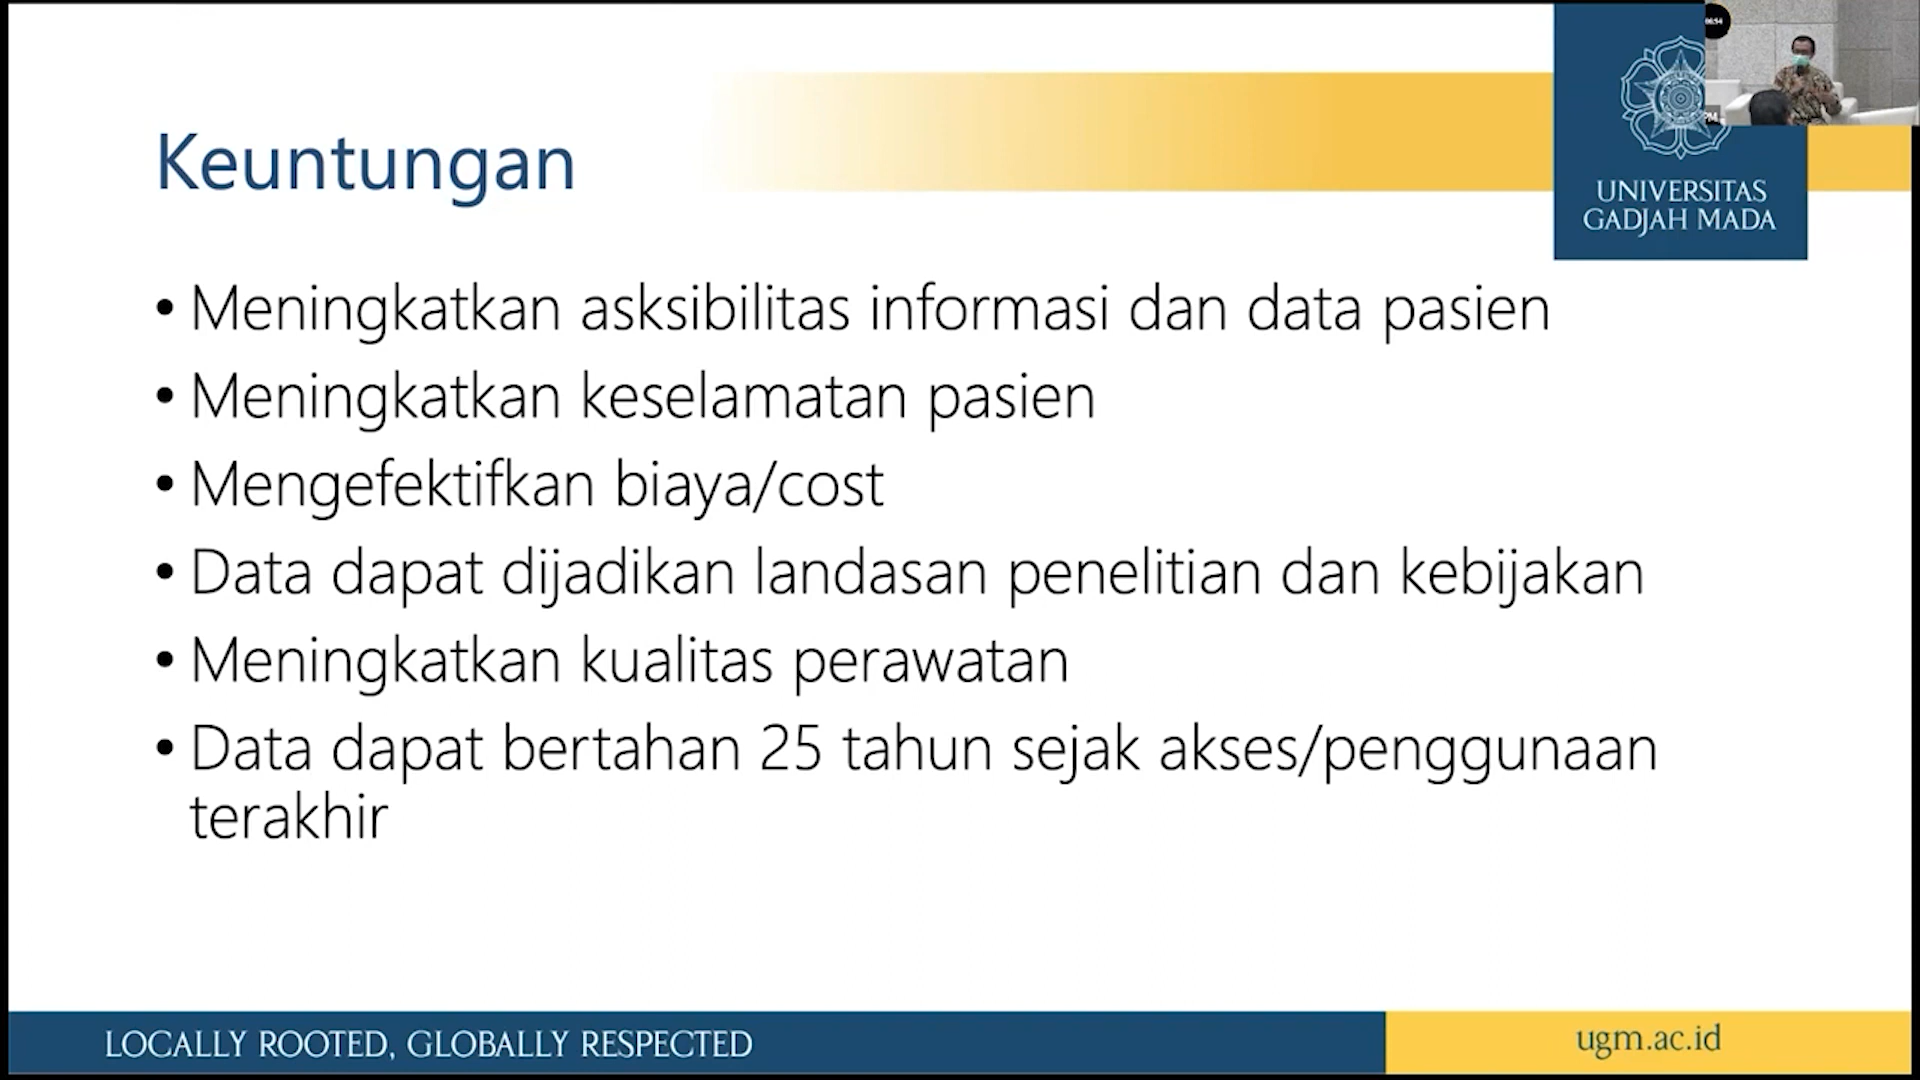 Keuntungan
UNIVERSITAS
GADJAH MADA
• Meningkatkan asksibilitas informasi dan data pasien
• Meningkatkan keselamatan pasien
• Mengefektifkan biaya/cost
• Data dapat dijadikan landasan penelitian dan kebijakan
• Meningkatkan kualitas perawatan
• Data dapat bertahan 25 tahun sejak akses/penggunaan
terakhir
LOCALLY ROOTED, GLOBALLY RESPECTED
ugm.ac.id